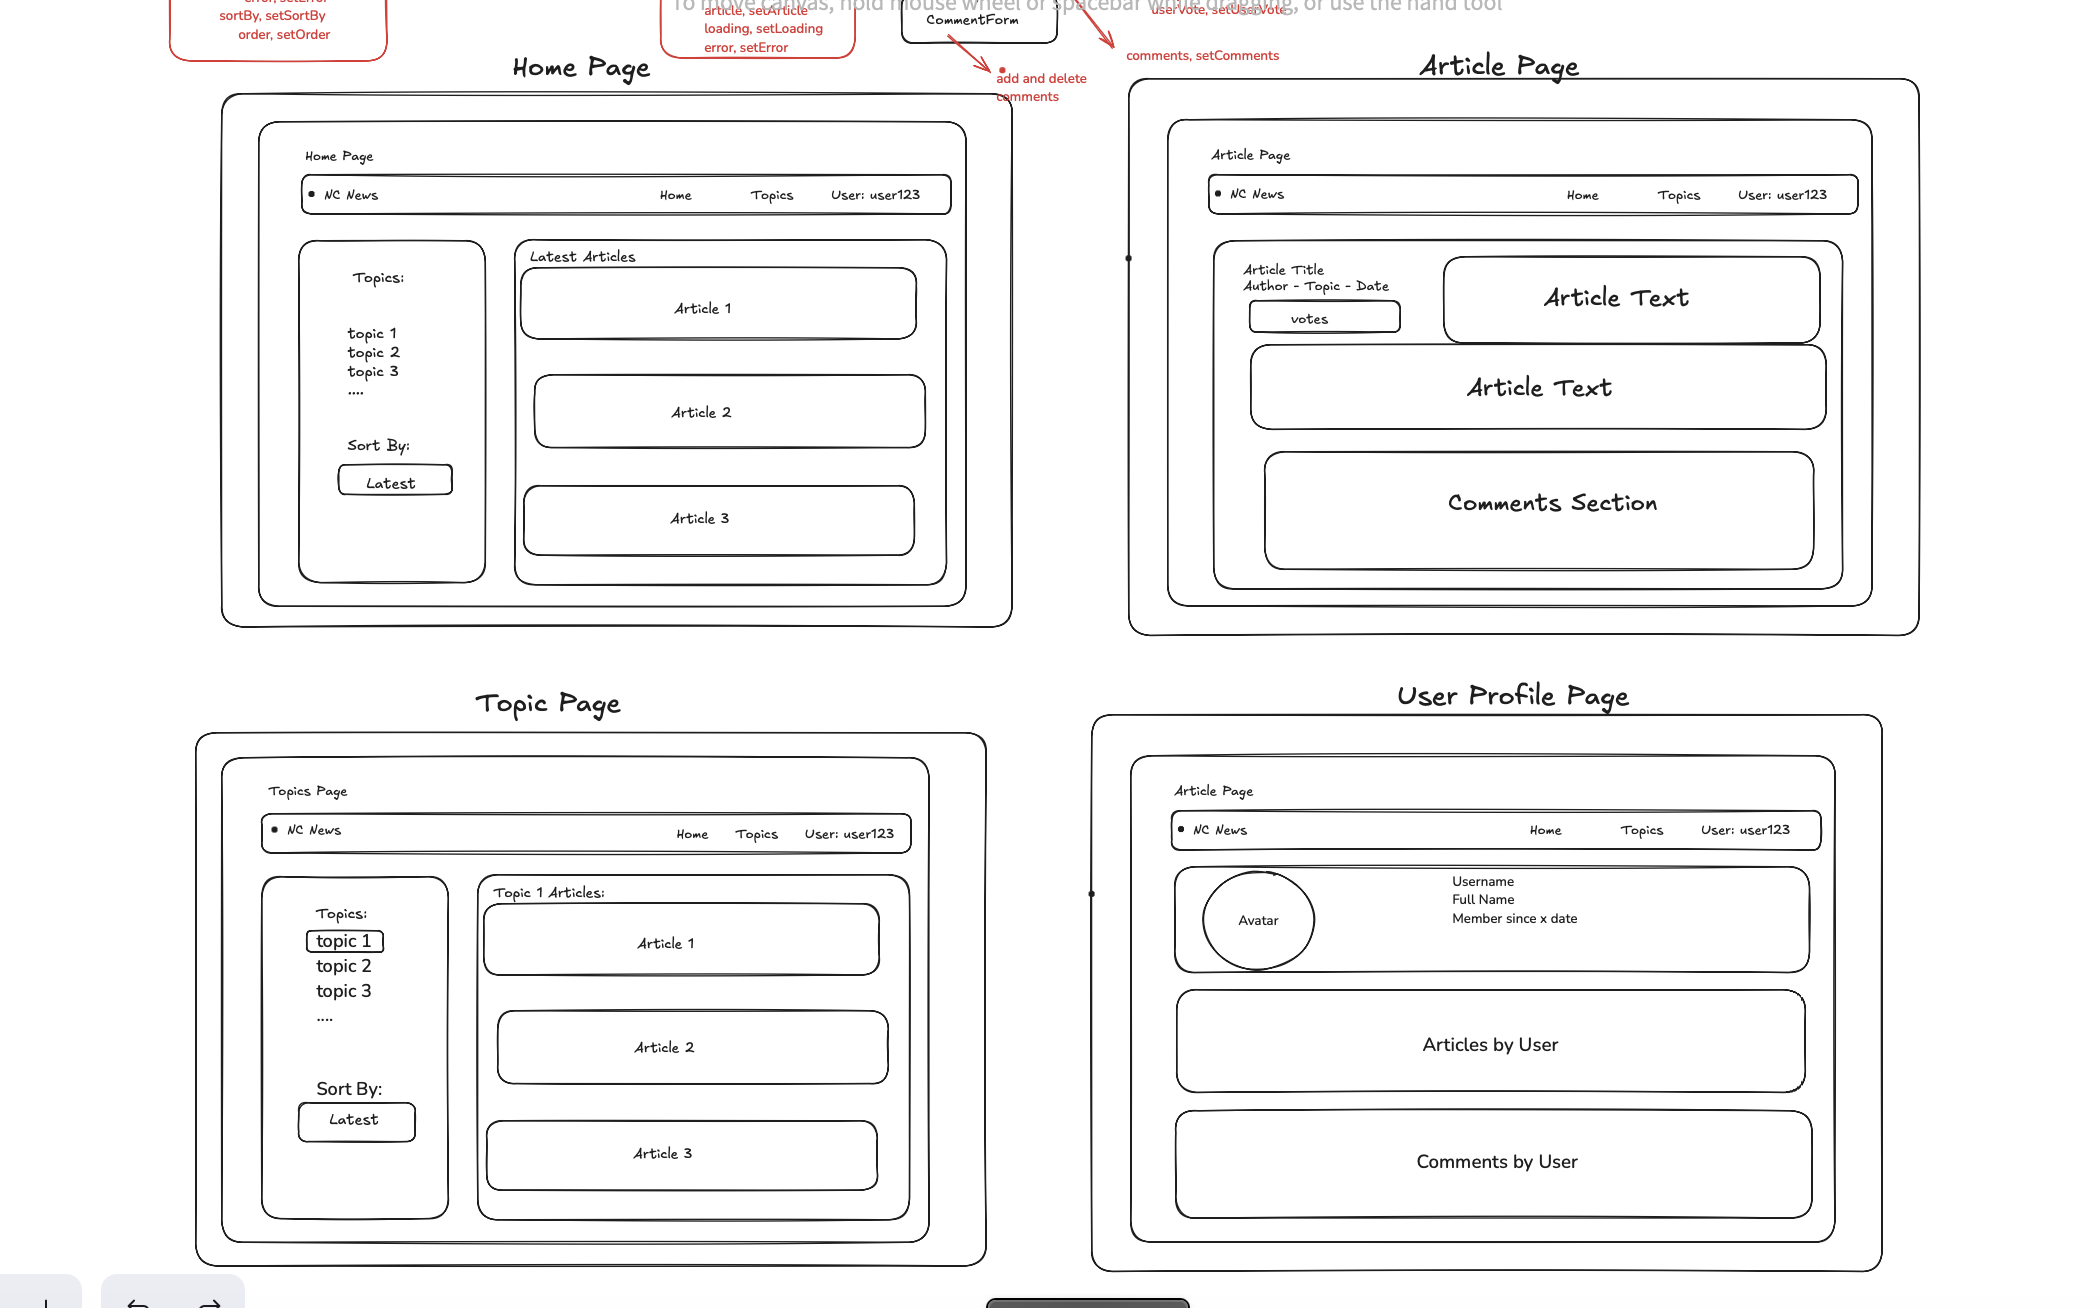 error, setError
sortBy, setSortBy
order, setOrder
article, setArticle
loading, setLoading
error, setError
CommentForm
To move canvas, hold mouse wheel or spacebar while dragging, or use the hand tool
userVote, setUserVote
comments, setComments
add and delete
comments
Home Page
Home Page
NC News
Home
Topics
User: user123
Topics:
topic 1
topic 2
topic 3
....
Sort By:
Latest
Latest Articles
Article 1
Article 2
Article 3
Article Page
Article Page
NC News
Home
Topics
User: user123
Article Title
Author - Topic - Date
votes
Article Text
Article Text
Comments Section
Topic Page
Topics Page
NC News
Home
Topics
User: user123
Topics:
topic 1
topic 2
topic 3
....
Sort By:
Latest
Topic 1 Articles:
Article 1
Article 2
Article 3
User Profile Page
Article Page
NC News
Home
Topics
User: user123
Avatar
Username
Full Name
Member since x date
Articles by User
Comments by User